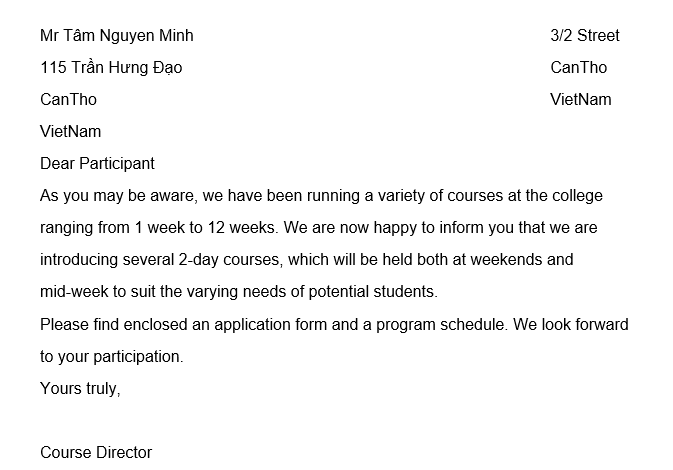 Mr Tâm Nguyen Minh 3/2 Street
115 Trần Hưng Đạo CanTho
CanTho VietNam
VietNam
Dear Participant
As you may be aware, we have been running a variety of courses at the college
ranging from 1 week to 12 weeks. We are now happy to inform you that we are
introducing several 2-day courses, which will be held both at weekends and
mid-week to suit the varying needs of potential students.
Please find enclosed an application form and a program schedule. We look forward
to your participation.
Yours truly,
Course Director